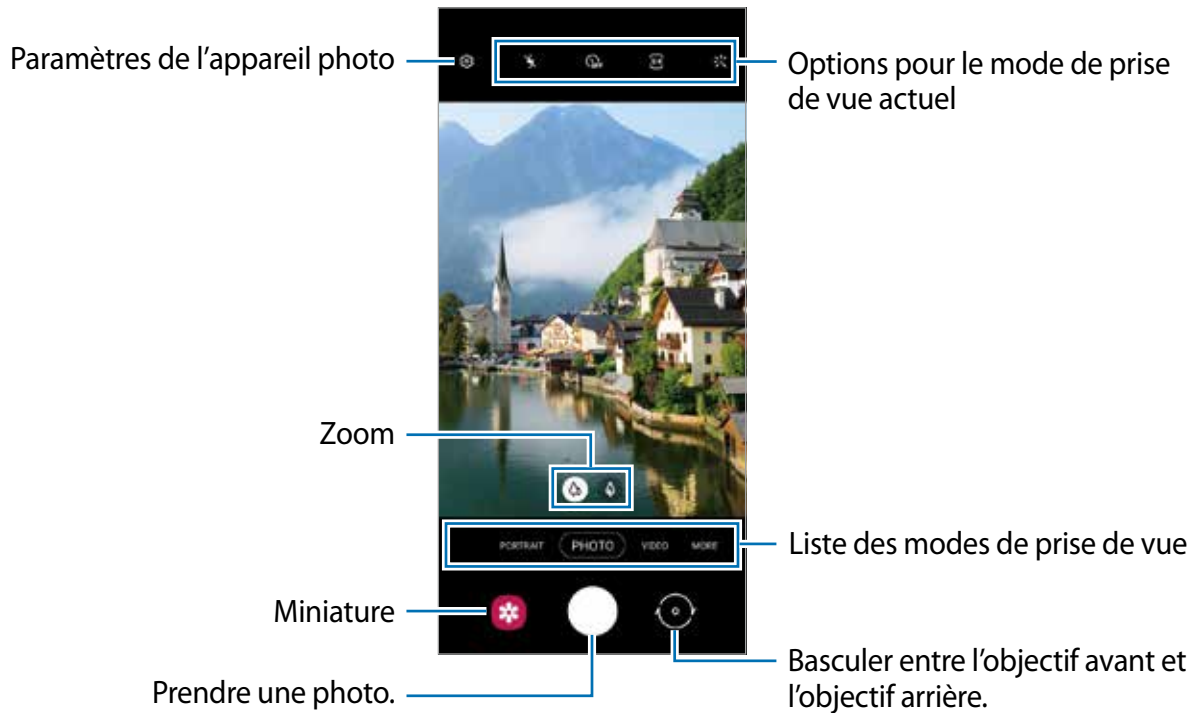 Paramètres de l’appareil photo
Options pour le mode de prise
de vue actuel
Zoom
PORTRAIT PHOTO VIDEO MORE
Liste des modes de prise de vue
Miniature
Prendre une photo.
Basculer entre l’objectif avant et
l’objectif arrière.